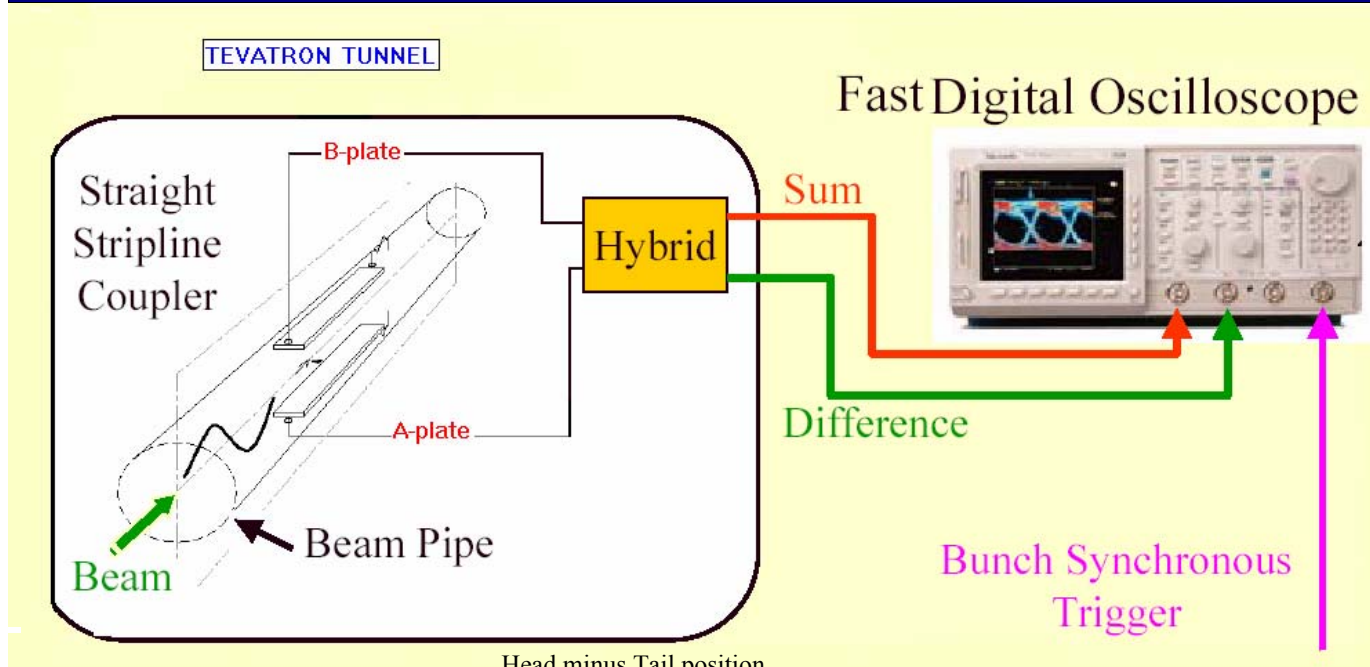 TEVATRON TUNNEL
Fast Digital Oscilloscope
B-plate
Straight
Stripline
Coupler
Hybrid
Sum
A-plate
Difference
Beam Pipe
Beam
Bunch Synchronous
Trigger
Head minus Tail position